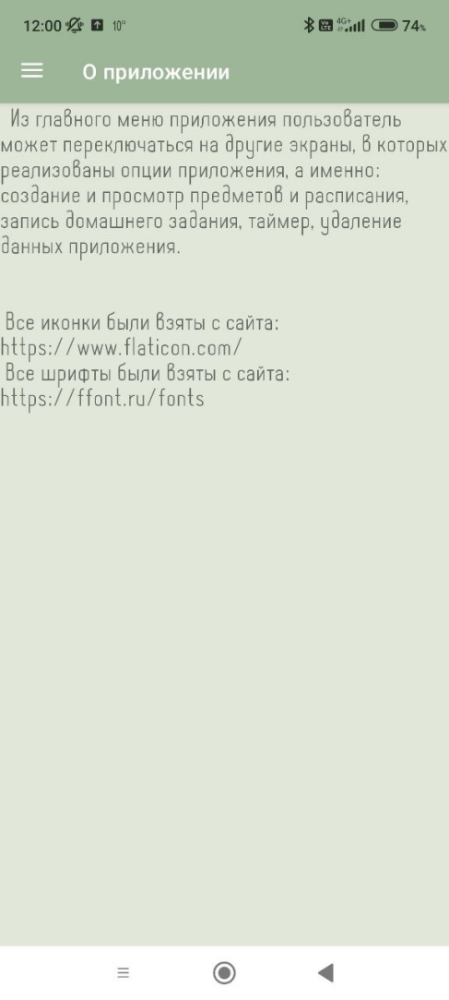 12:00 10° 4G+ 74%
О приложении
Из главного меню приложения пользователь
может переключаться на другие экраны, в которых
реализованы опции приложения, а именно:
создание и просмотр предметов и расписания,
запись домашнего задания, таймер, удаление
данных приложения.
Все иконки были взяты с сайта:
https://www.flaticon.com/
Все шрифты были взяты с сайта:
https://ffont.ru/fonts